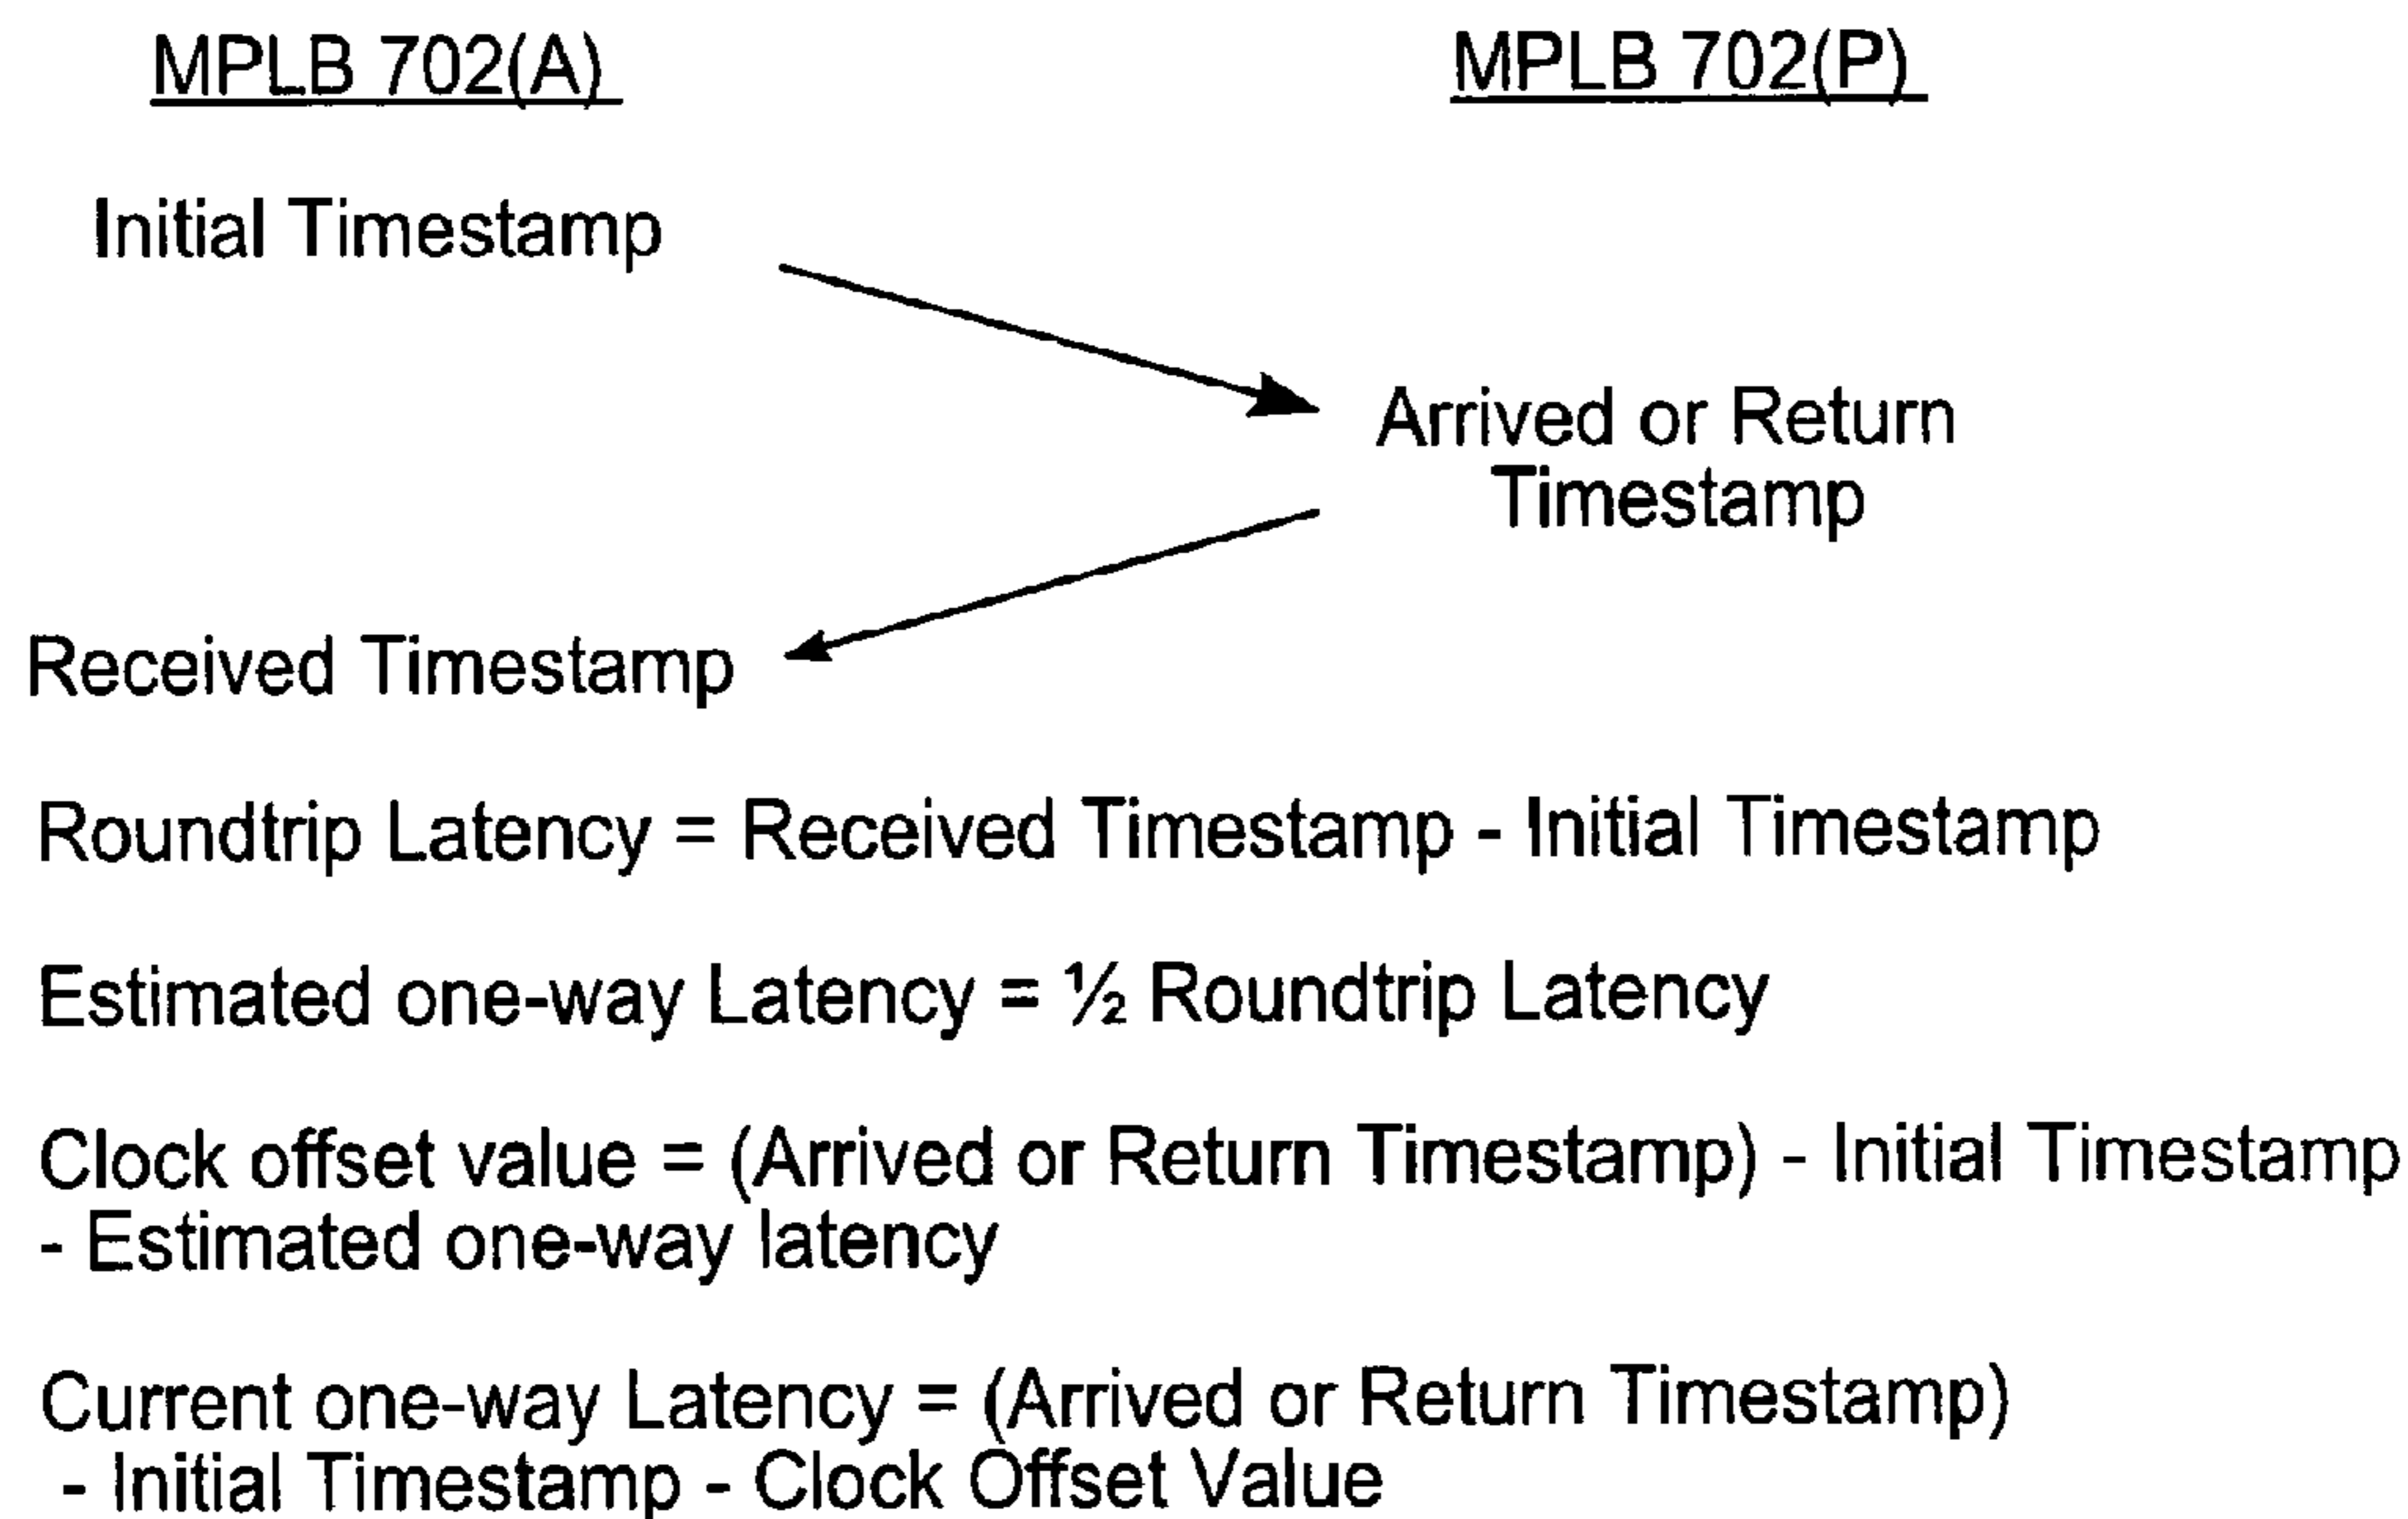 MPLB 702(A)
MPLB 702(P)
Initial Timestamp
Arrived or Return
Timestamp
Received Timestamp
Roundtrip Latency = Received Timestamp - Initial Timestamp
Estimated one-way Latency = ½ Roundtrip Latency
Clock offset value = (Arrived or Return Timestamp) - Initial Timestamp
- Estimated one-way latency
Current one-way Latency = (Arrived or Return Timestamp)
- Initial Timestamp - Clock Offset Value